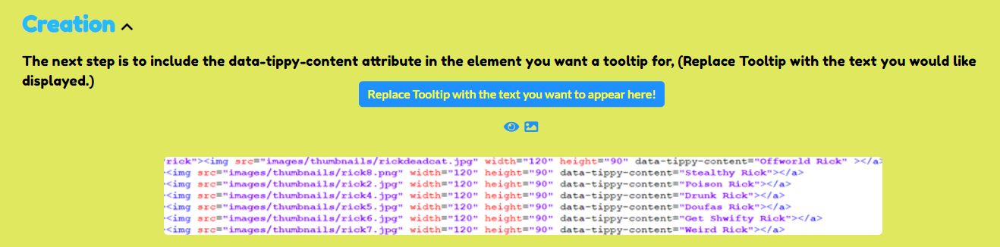 Creation
The next step is to include the data-tippy-content attribute in the element you want a tooltip for, (Replace Tooltip with the text you would like
displayed.)
Replace Tooltip with the text you want to appear here!
'rick"><img src="images/thumbnails/rickdeadcat.jpg" width="120" height="90" data-tippy-content="Offworld Rick" ></a>
<img src="images/thumbnails/rick8.png" width="120" height="90" data-tippy-content="Stealthy Rick"></a>
<img src="images/thumbnails/rick2.jpg" width="120" height="90" data-tippy-content="Poison Rick"></a>
<img src="images/thumbnails/rick4.jpg" width="120" height="90" data-tippy-content="Drunk Rick"></a>
<img src="images/thumbnails/rick5.jpg" width="120" height="90" data-tippy-content="Doufas Rick"></a>
<img src="images/thumbnails/rick6.jpg" width="120" height="90" data-tippy-content="Get Shwifty Rick"></a>
<img src="images/thumbnails/rick7.jpg" width="120" height="90" data-tippy-content="Weird Rick"></a>